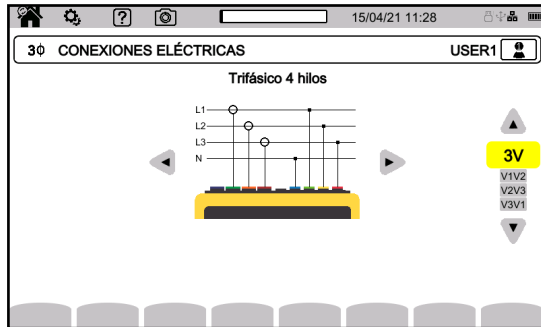 15/04/21 11:28
3ϕ CONEXIONES ELÉCTRICAS USER1
Trifásico 4 hilos
L1
L2
L3
N
3V
V1V2
V2V3
V3V1